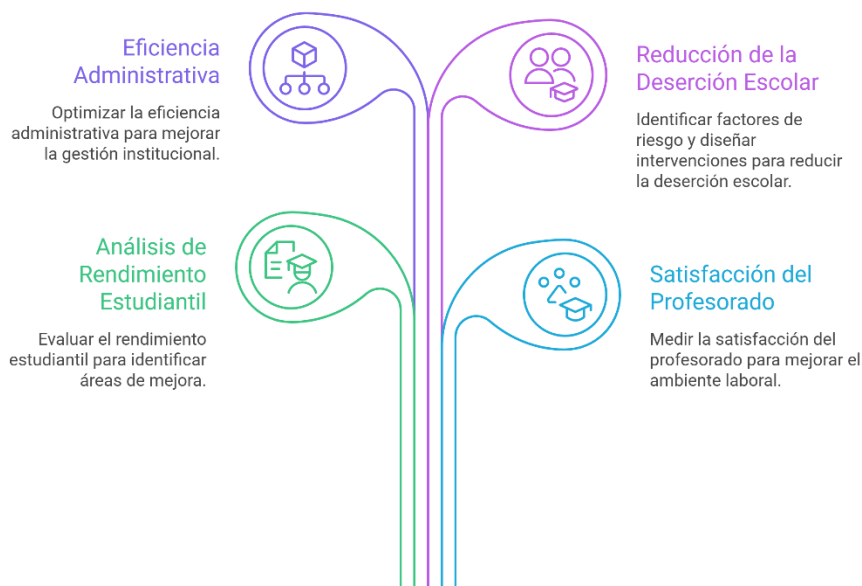 Eficiencia
Administrativa
Optimizar la eficiencia
administrativa para mejorar
la gestión institucional.
Reducción de la
Deserción Escolar
Identificar factores de
riesgo y diseñar
intervenciones para reducir
la deserción escolar.
Análisis de
Rendimiento
Estudiantil
Evaluar el rendimiento
estudiantil para identificar
áreas de mejora.
Satisfacción del
Profesorado
Medir la satisfacción del
profesorado para mejorar el
ambiente laboral.